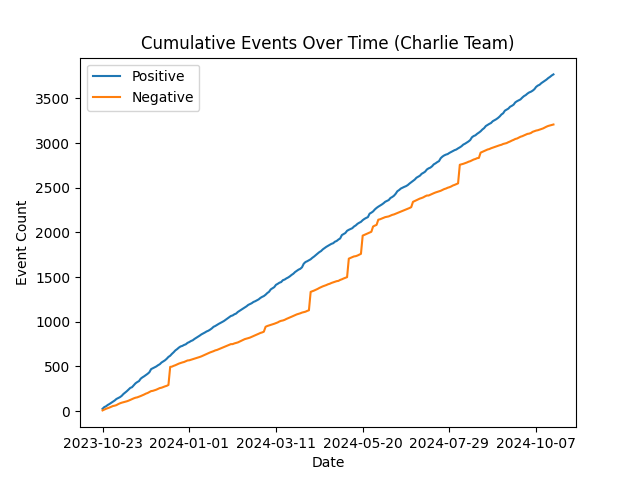 Cumulative Events Over Time (Charlie Team)
Positive
Negative
3500
3000
2500
2000
1500
1000
500
0
Event Count
2023-10-23 2024-01-01 2024-03-11 2024-05-20 2024-07-29 2024-10-07
Date